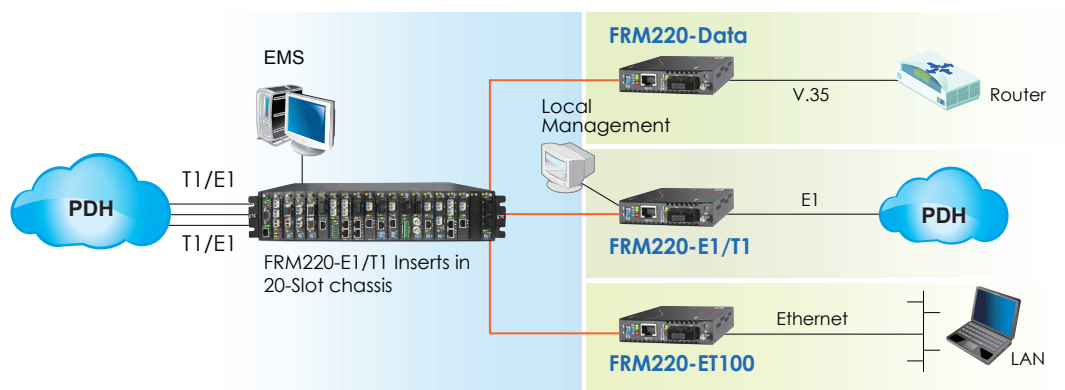 FRM220-Data
EMS
V.35
Router
Local
Management
T1/E1
PDH
E1
PDH
T1/E1
FRM220-E1/T1
FRM220-E1/T1 Inserts in
20-Slot chassis
Ethernet
LAN
FRM220-ET100